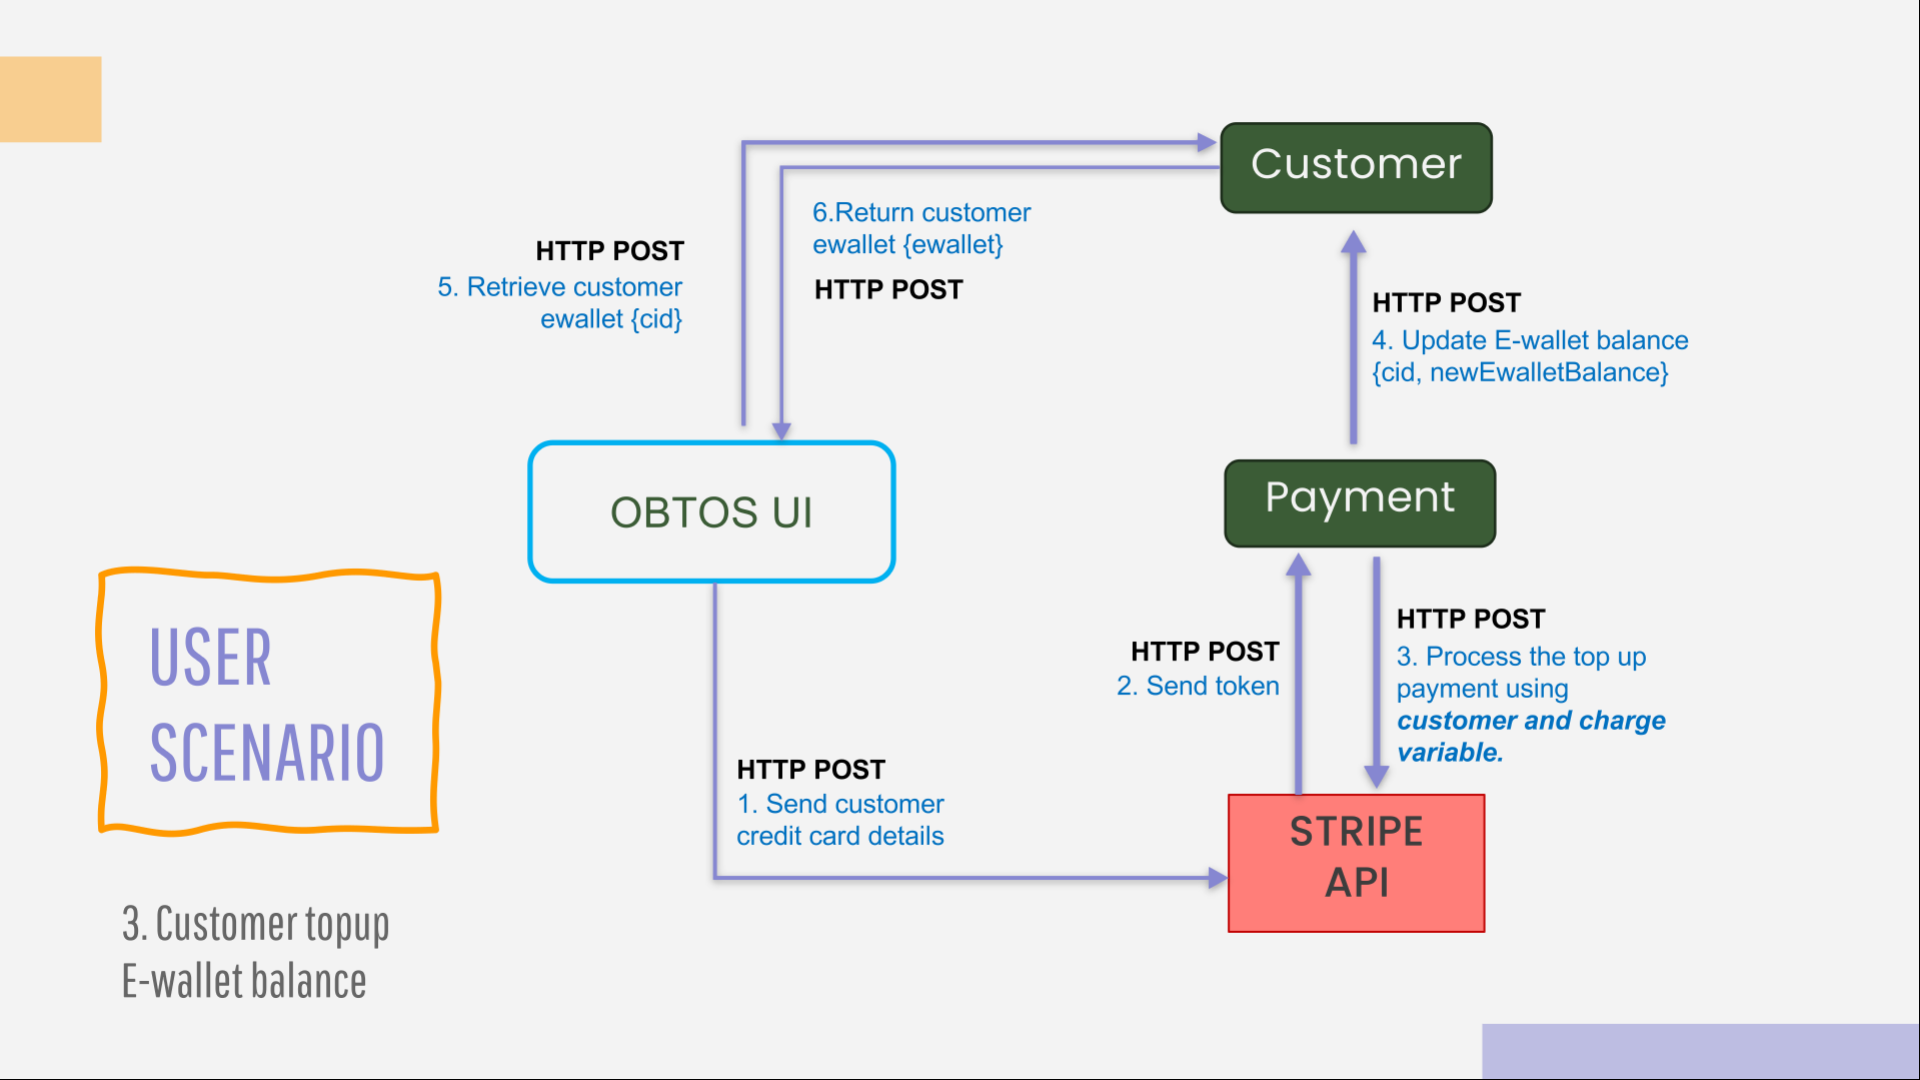 Customer
6.Return customer
ewallet {ewallet}
HTTP POST
HTTP POST
5. Retrieve customer
ewallet {cid}
HTTP POST
4. Update E-wallet balance
{cid, newEwalletBalance}
OBTOS UI
Payment
HTTP POST
2. Send token
HTTP POST
3. Process the top up
payment using
customer and charge
variable.
HTTP POST
1. Send customer
credit card details
STRIPE
API
USER
SCENARIO
3. Customer topup
E-wallet balance